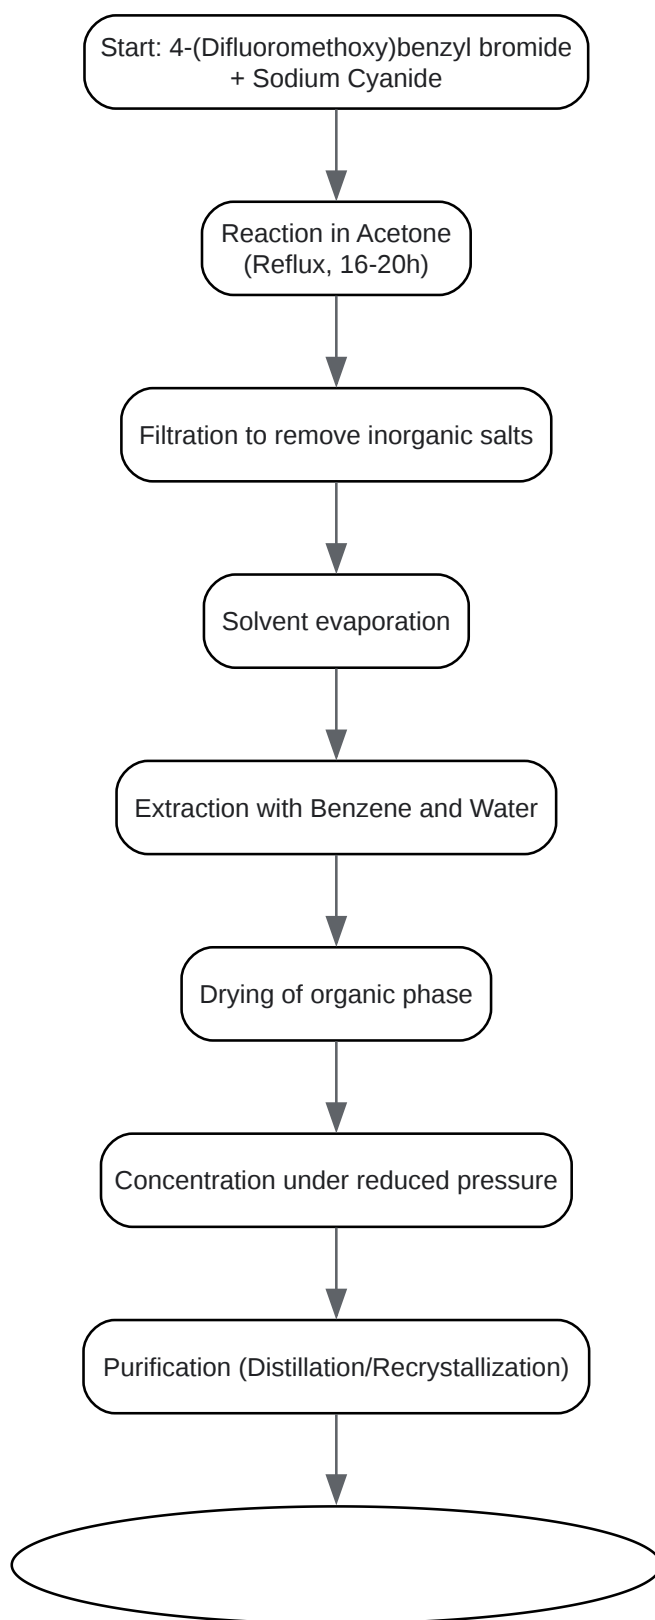 Start: 4-(Difluoromethoxy)benzyl bromide
+ Sodium Cyanide
Reaction in Acetone
(Reflux, 16-20h)
Filtration to remove inorganic salts
Solvent evaporation
Extraction with Benzene and Water
Drying of organic phase
Concentration under reduced pressure
Purification (Distillation/Recrystallization)